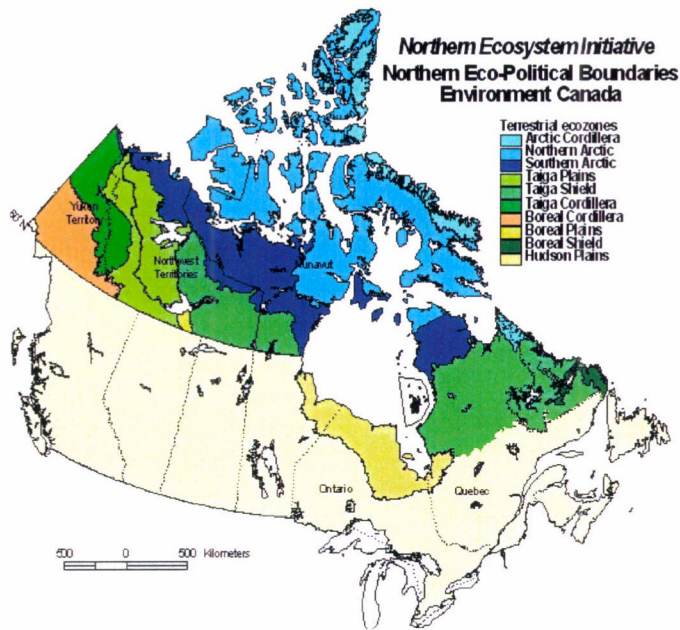 Northern Ecosystem Initiative
Northern Eco-Political Boundaries
Environment Canada
Terrestrial ecozones
Arctic Cordillera
Northern Arctic
Southern Arctic
Taiga Plains
Taiga Shield
Taiga Cordillera
Boreal Cordillera
Boreal Plains
Boreal Shield
Hudson Plains
Yukon
Territory
Northwest
Territories
Nunavut
Ontario
Quebec
500 0 500 Kilometers